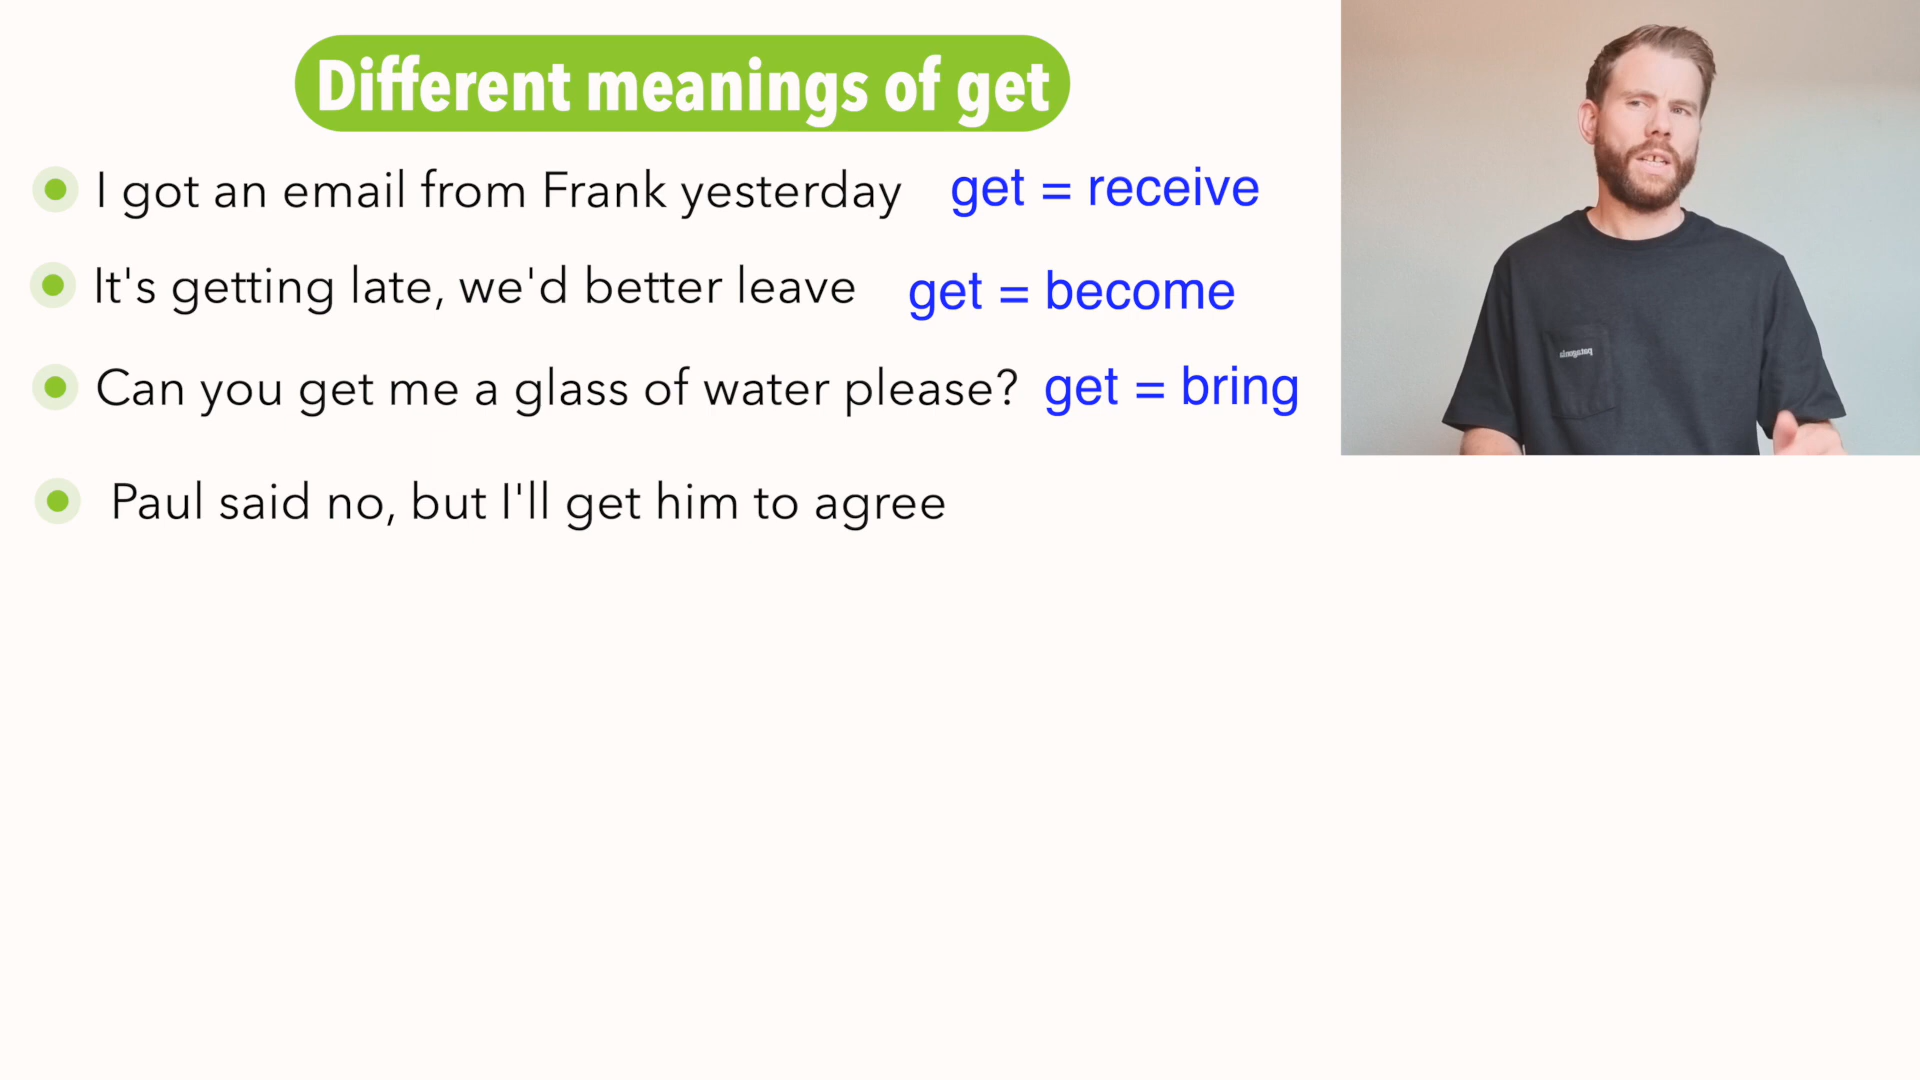 Different meanings of get
I got an email from Frank yesterday get = receive
It's getting late, we'd better leave get = become
Can you get me a glass of water please? get = bring
Paul said no, but I'll get him to agree
patagonia